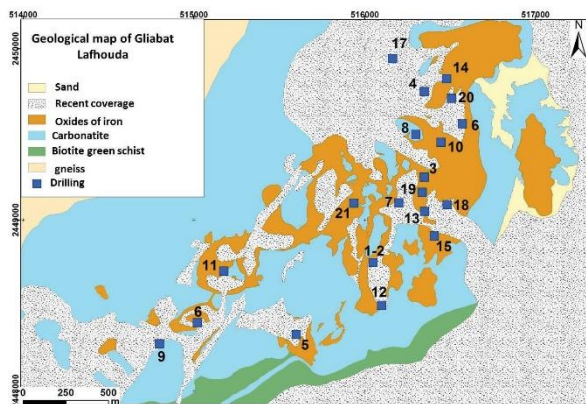 514000 515000 516000 517000
2450000
2449000
2448000
Geological map of Gliabat
Lafhouda
Sand
Recent coverage
Oxides of iron
Carbonatite
Biotite green schist
gneiss
Drilling
N
17
14
4
20
6
8
10
3
19
7
18
13
21
15
1-2
11
12
6
5
9
0 250 500
m